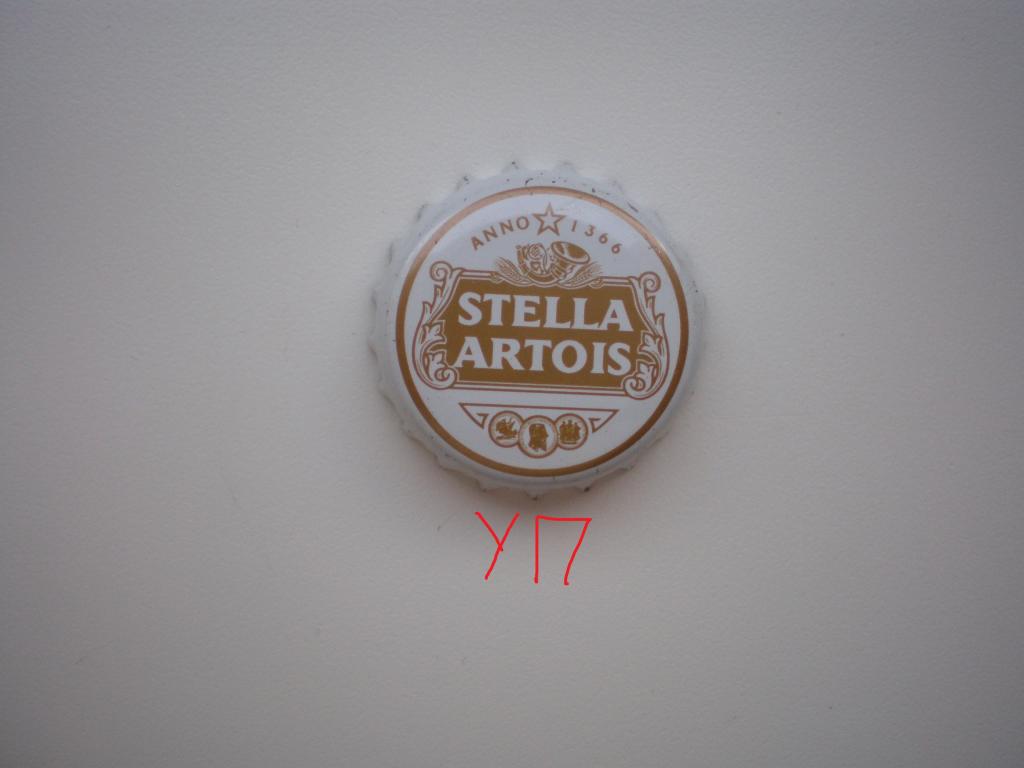 ANNO 1366
STELLA
ARTOIS
УП